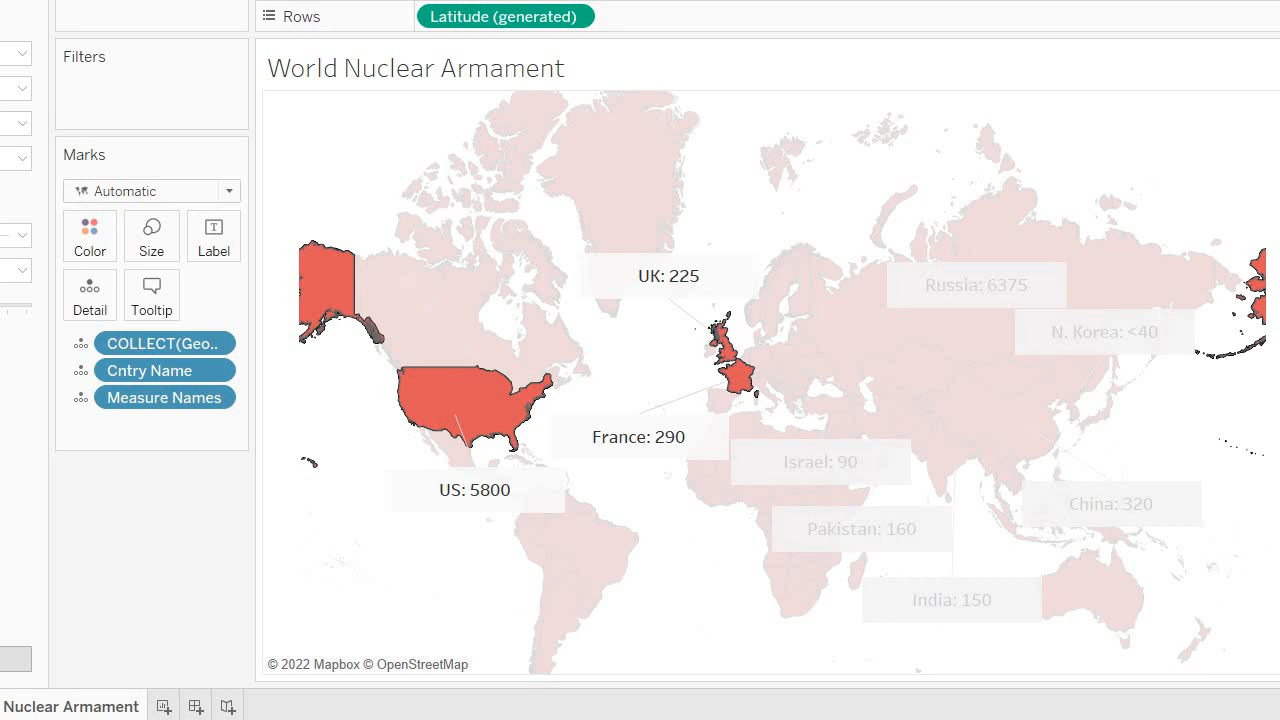 Rows
Latitude (generated)
Filters
World Nuclear Armament
Marks
Automatic
Color
Size
Label
Detail
Tooltip
COLLECT(Geo..
Cntry Name
Measure Names
UK: 225
Russia: 6375
N. Korea: <40
France: 290
Israel: 90
US: 5800
China: 320
Pakistan: 160
India: 150
© 2022 Mapbox © OpenStreetMap
Nuclear Armament